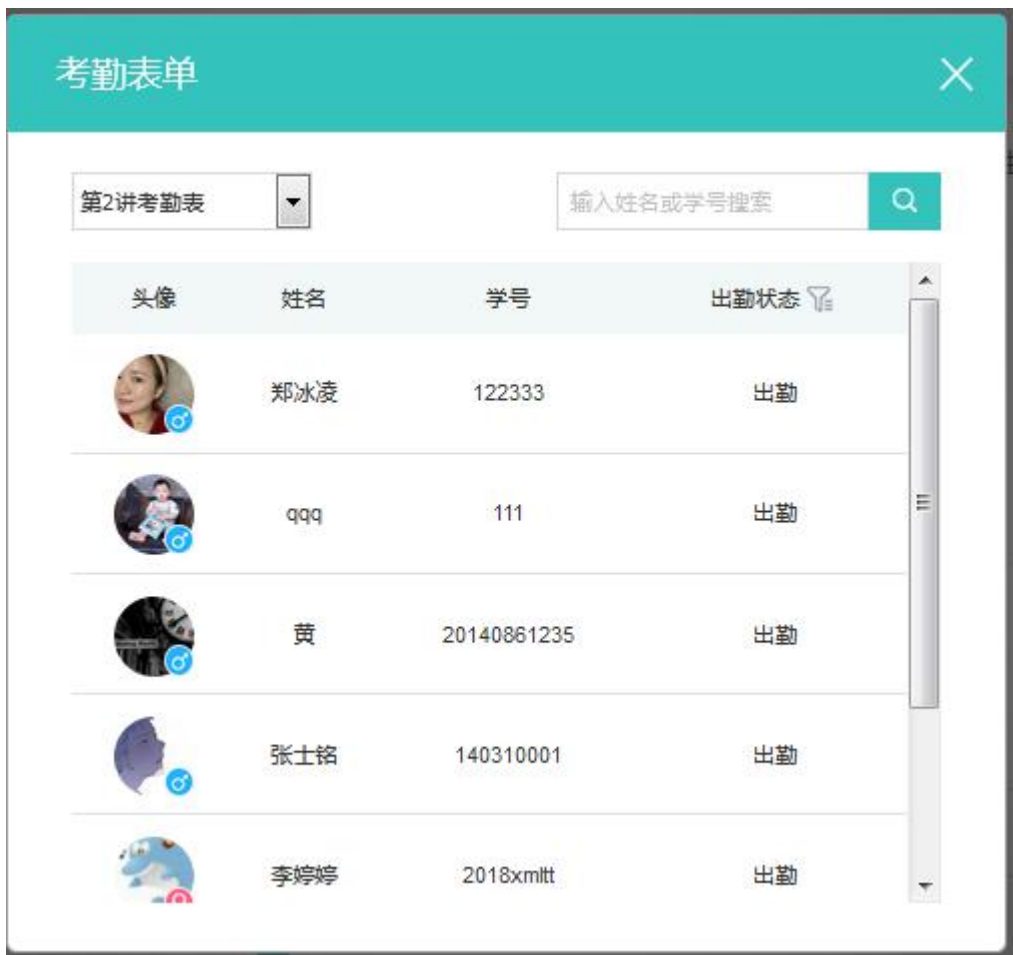 考勤表单
第2讲考勤表 输入姓名或学号搜索
头像 姓名 学号 出勤状态
郑冰凌 122333 出勤
qqq 111 出勤
黄 20140861235 出勤
张士铭 140310001 出勤
李婷婷 2018xmltt 出勤